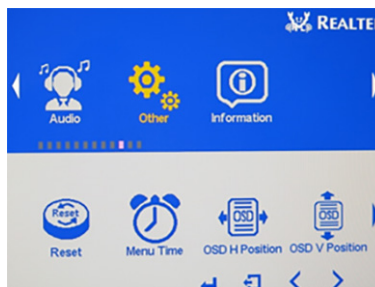 REALTE
Audio
Other
Information
Reset
Reset
Menu Time
OSD
OSD H Position
OSD
OSD V Position